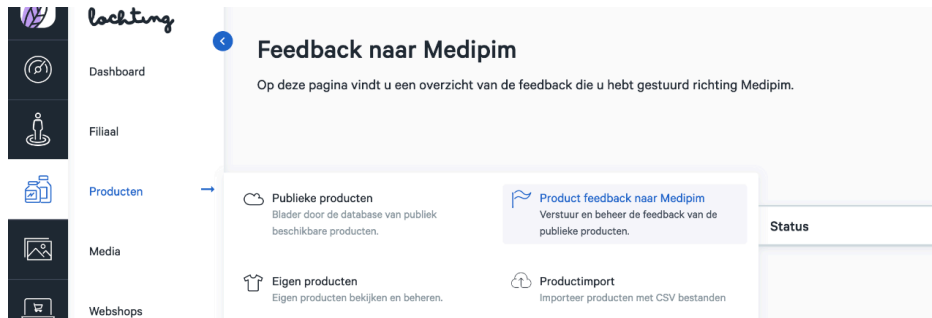 lochting
Feedback naar Medipim
Dashboard
Op deze pagina vindt u een overzicht van de feedback die u hebt gestuurd richting Medipim.
Filiaal
Producten
Publieke producten
Blader door de database van publiek
beschikbare producten.
Product feedback naar Medipim
Verstuur en beheer de feedback van de
publieke producten.
Status
Media
Eigen producten
Eigen producten bekijken en beheren.
Productimport
Importeer producten met CSV bestanden
Webshops